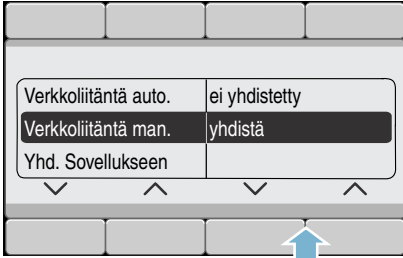 Verkkoliitäntä auto. ei yhdistetty
Verkkoliitäntä man. yhdistä
Yhd. Sovellukseen